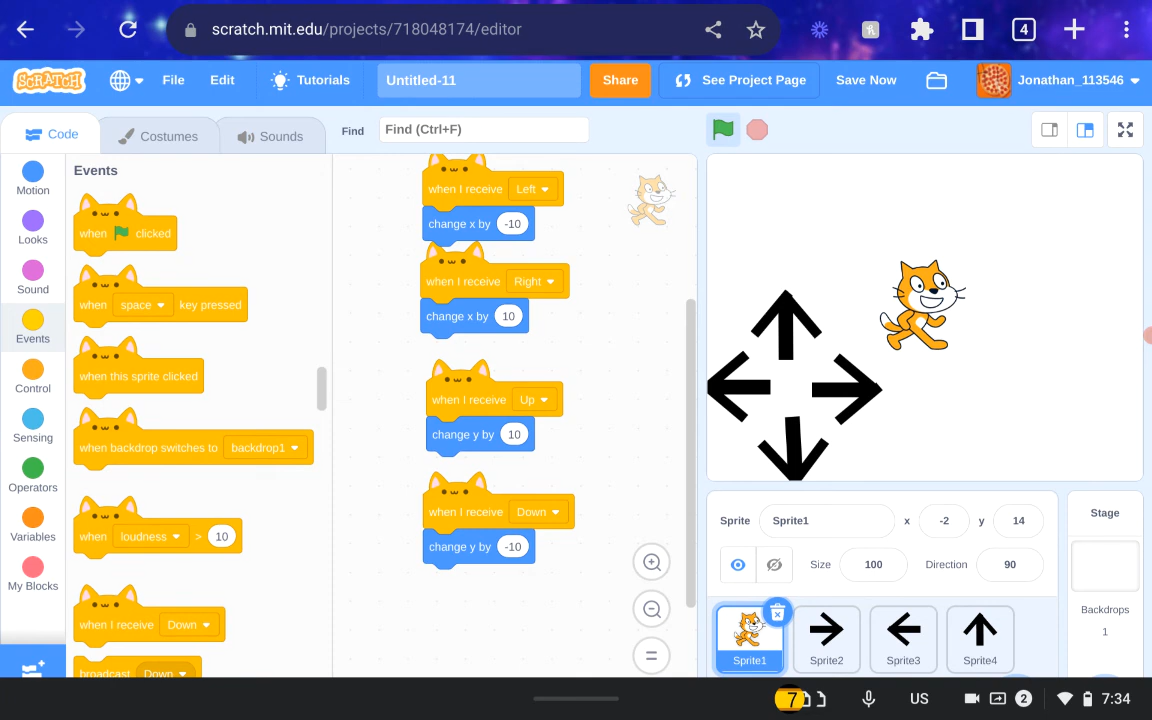 scratch.mit.edu/projects/718048174/editor
4
SCRATCH
File
Edit
Tutorials
Untitled-11
Share
See Project Page
Save Now
Jonathan_113546
Code
Costumes
Sounds
Find
Find (Ctrl+F)
Motion
Looks
Sound
Events
Control
Sensing
Operators
Variables
My Blocks
Events
when clicked
when space key pressed
when this sprite clicked
when backdrop switches to backdrop1
when loudness > 10
when I receive Down
broadcast Down
when I receive Left
change x by -10
when I receive Right
change x by 10
when I receive Up
change y by 10
when I receive Down
change y by -10
Sprite Sprite1 x -2 y 14
Size 100 Direction 90
Sprite1
Sprite2
Sprite3
Sprite4
Stage
Backdrops
1
7
US
2
7:34